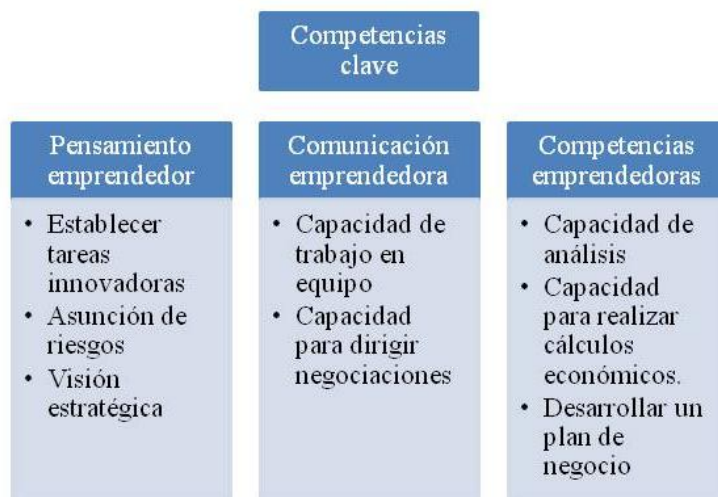 Competencias
clave
Pensamiento
emprendedor
• Establecer
tareas
innovadoras
• Asunción de
riesgos
• Visión
estratégica
Comunicación
emprendedora
• Capacidad de
trabajo en
equipo
• Capacidad
para dirigir
negociaciones
Competencias
emprendedoras
• Capacidad de
análisis
• Capacidad
para realizar
cálculos
económicos.
• Desarrollar un
plan de
negocio